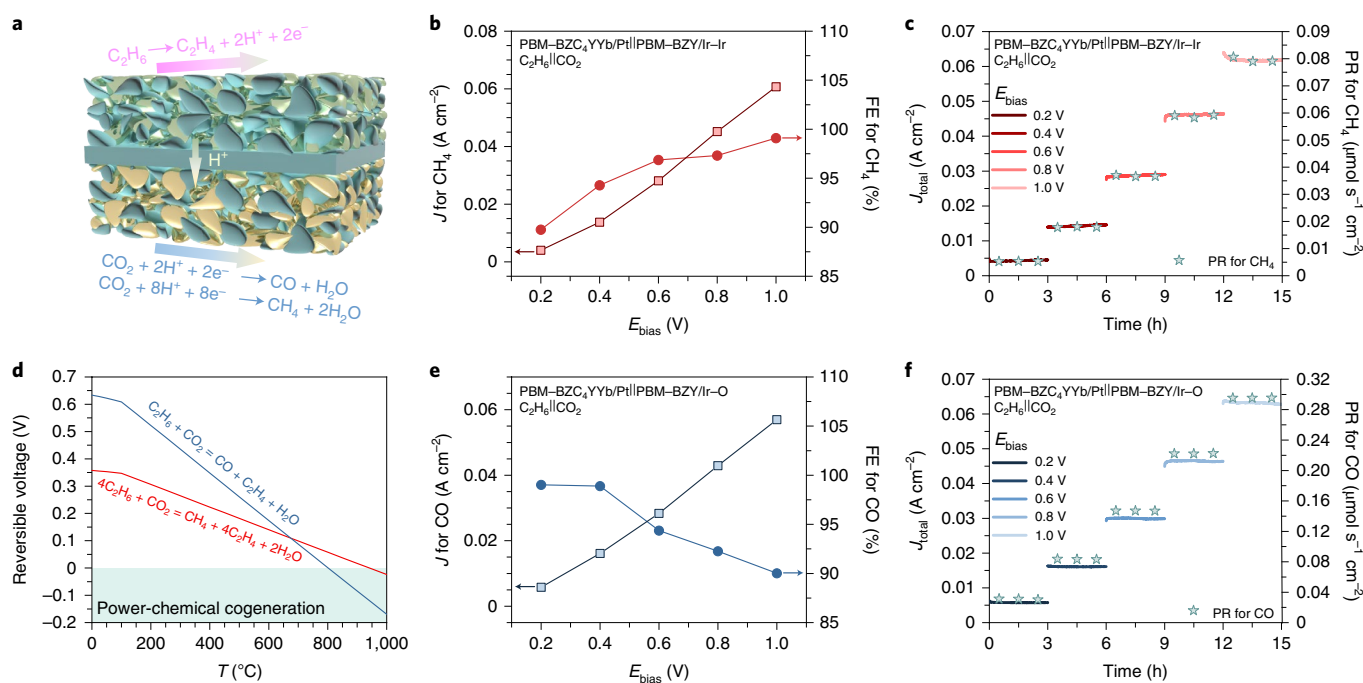 a
C₂H₆ → C₂H₄ + 2H⁺ + 2e⁻
H⁺
CO₂ + 2H⁺ + 2e⁻ → CO + H₂O
CO₂ + 8H⁺ + 8e⁻ → CH₄ + 2H₂O
b
PBM–BZC₄YYb/Pt||PBM–BZY/Ir–Ir
C₂H₆||CO₂
J for CH₄ (A cm⁻²)
0.08
0.06
0.04
0.02
0
FE for CH₄ (%)
110
105
100
99
95
94
90
85
0.2 0.4 0.6 0.8 1.0
E bias (V)
c
PBM–BZC₄YYb/Pt||PBM–BZY/Ir–Ir
C₂H₆||CO₂
E bias
0.2 V
0.4 V
0.6 V
0.8 V
1.0 V
PR for CH₄
J total (A cm⁻²)
0.07
0.06
0.05
0.04
0.03
0.02
0.01
0
PR for CH₄ (μmol s⁻¹ cm⁻²)
0.09
0.08
0.07
0.06
0.05
0.04
0.03
0.02
0.01
0
0 3 6 9 12 15
Time (h)
d
Reversible voltage (V)
0.7
0.6
0.5
0.4
0.3
0.2
0.1
0
–0.1
–0.2
C₂H₆ + CO₂ = CO + C₂H₄ + H₂O
4C₂H₆ + CO₂ = CH₄ + 4C₂H₄ + 2H₂O
Power-chemical cogeneration
0 200 400 600 800 1,000
T (°C)
e
PBM–BZC₄YYb/Pt||PBM–BZY/Ir–O
C₂H₆||CO₂
J for CO (A cm⁻²)
0.06
0.04
0.02
0
FE for CO (%)
110
105
100
95
90
85
0.2 0.4 0.6 0.8 1.0
E bias (V)
f
PBM–BZC₄YYb/Pt||PBM–BZY/Ir–O
C₂H₆||CO₂
E bias
0.2 V
0.4 V
0.6 V
0.8 V
1.0 V
PR for CO
J total (A cm⁻²)
0.07
0.06
0.05
0.04
0.03
0.02
0.01
0
PR for CO (μmol s⁻¹ cm⁻²)
0.32
0.28
0.24
0.20
0.16
0.12
0.08
0.04
0
0 3 6 9 12 15
Time (h)